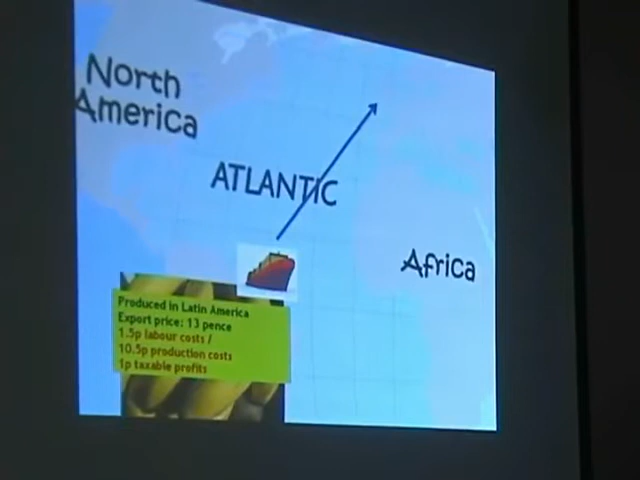 North
America
ATLANTIC
Africa
Produced in Latin America
Export price: 13 pence
1.5p labour costs /
10.5p production costs
1p taxable profits